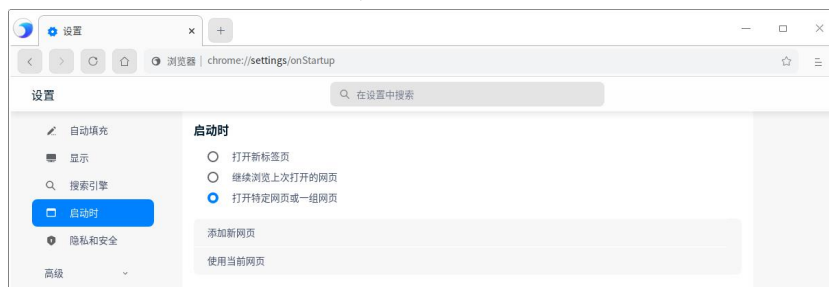 设置
浏览器 | chrome://settings/onStartup
设置
在设置中搜索
自动填充
显示
搜索引擎
启动时
隐私和安全
高级
启动时
打开新标签页
继续浏览上次打开的网页
打开特定网页或一组网页
添加新网页
使用当前网页